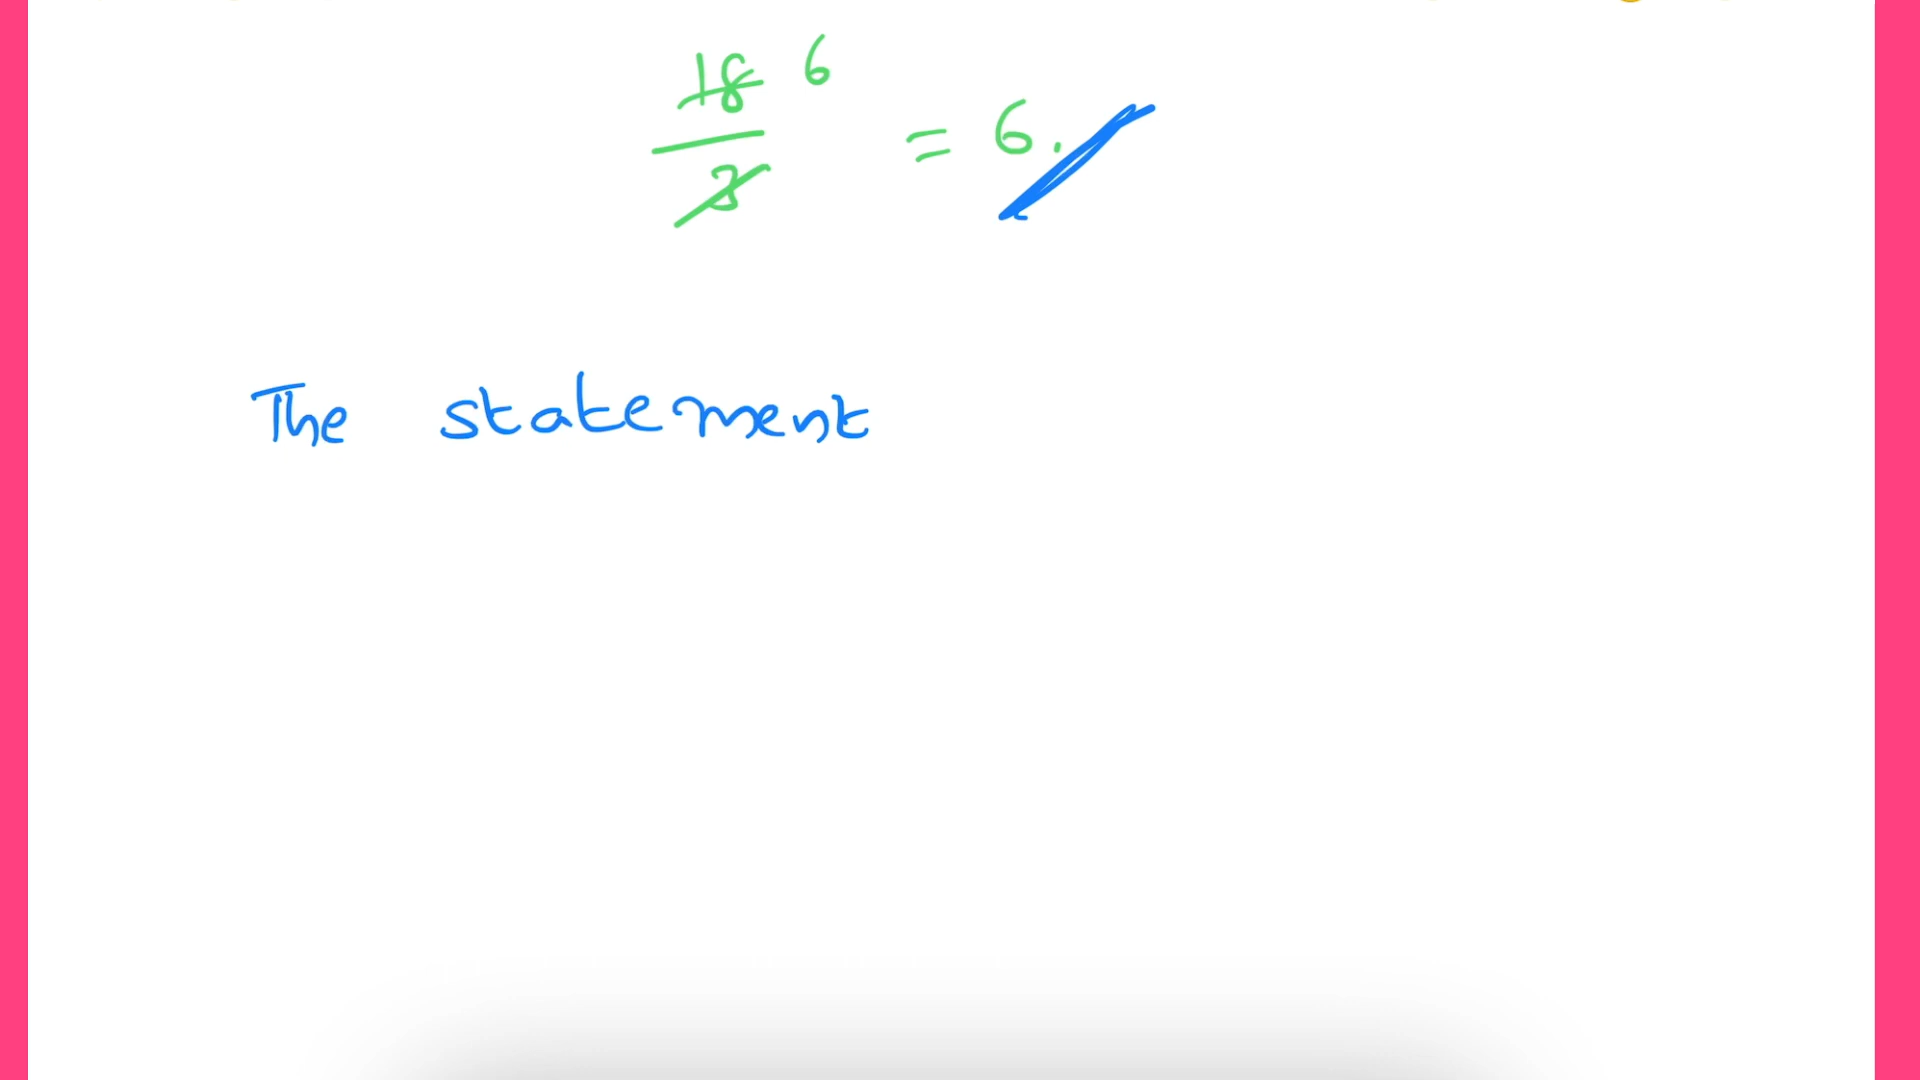 18 6
3 = 6.
The statement